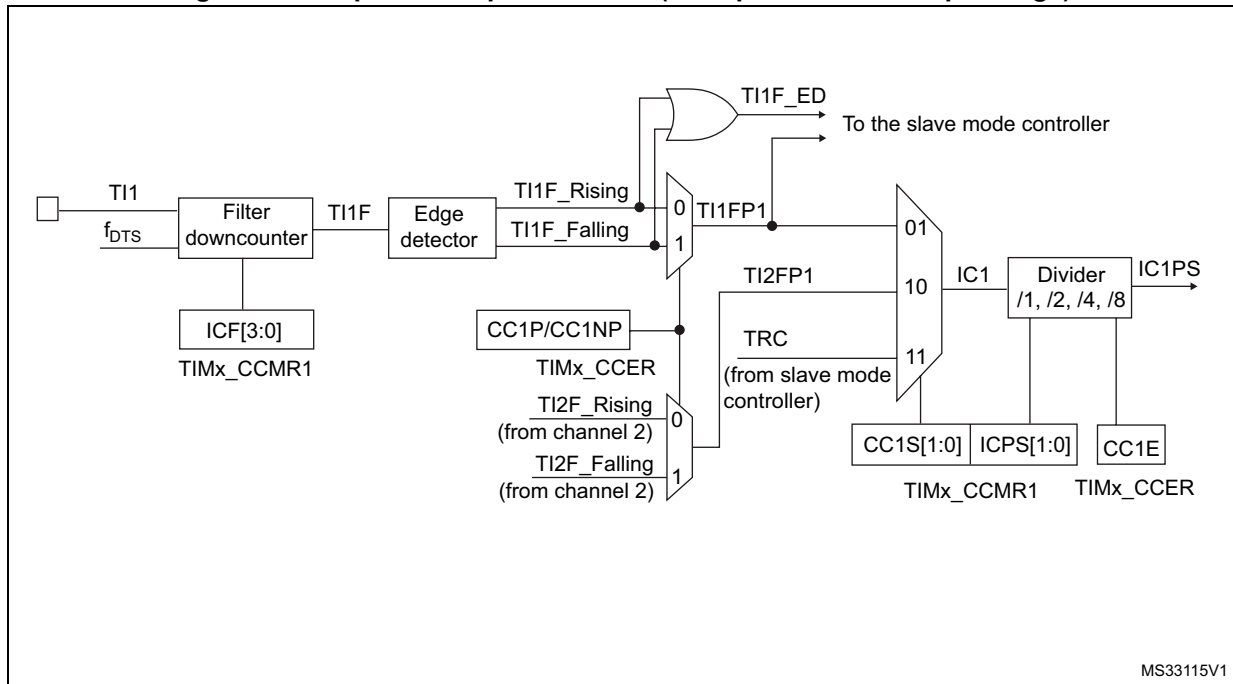 TI1F_ED
To the slave mode controller
TI1
f_DTS
Filter
downcounter
TI1F
Edge
detector
TI1F_Rising
TI1F_Falling
0
1
TI1FP1
01
10
11
TI2FP1
TRC
(from slave mode
controller)
IC1
Divider
/1, /2, /4, /8
IC1PS
ICF[3:0]
TIMx_CCMR1
CC1P/CC1NP
TIMx_CCER
TI2F_Rising
(from channel 2)
TI2F_Falling
(from channel 2)
0
1
CC1S[1:0]
ICPS[1:0]
CC1E
TIMx_CCMR1
TIMx_CCER
MS33115V1